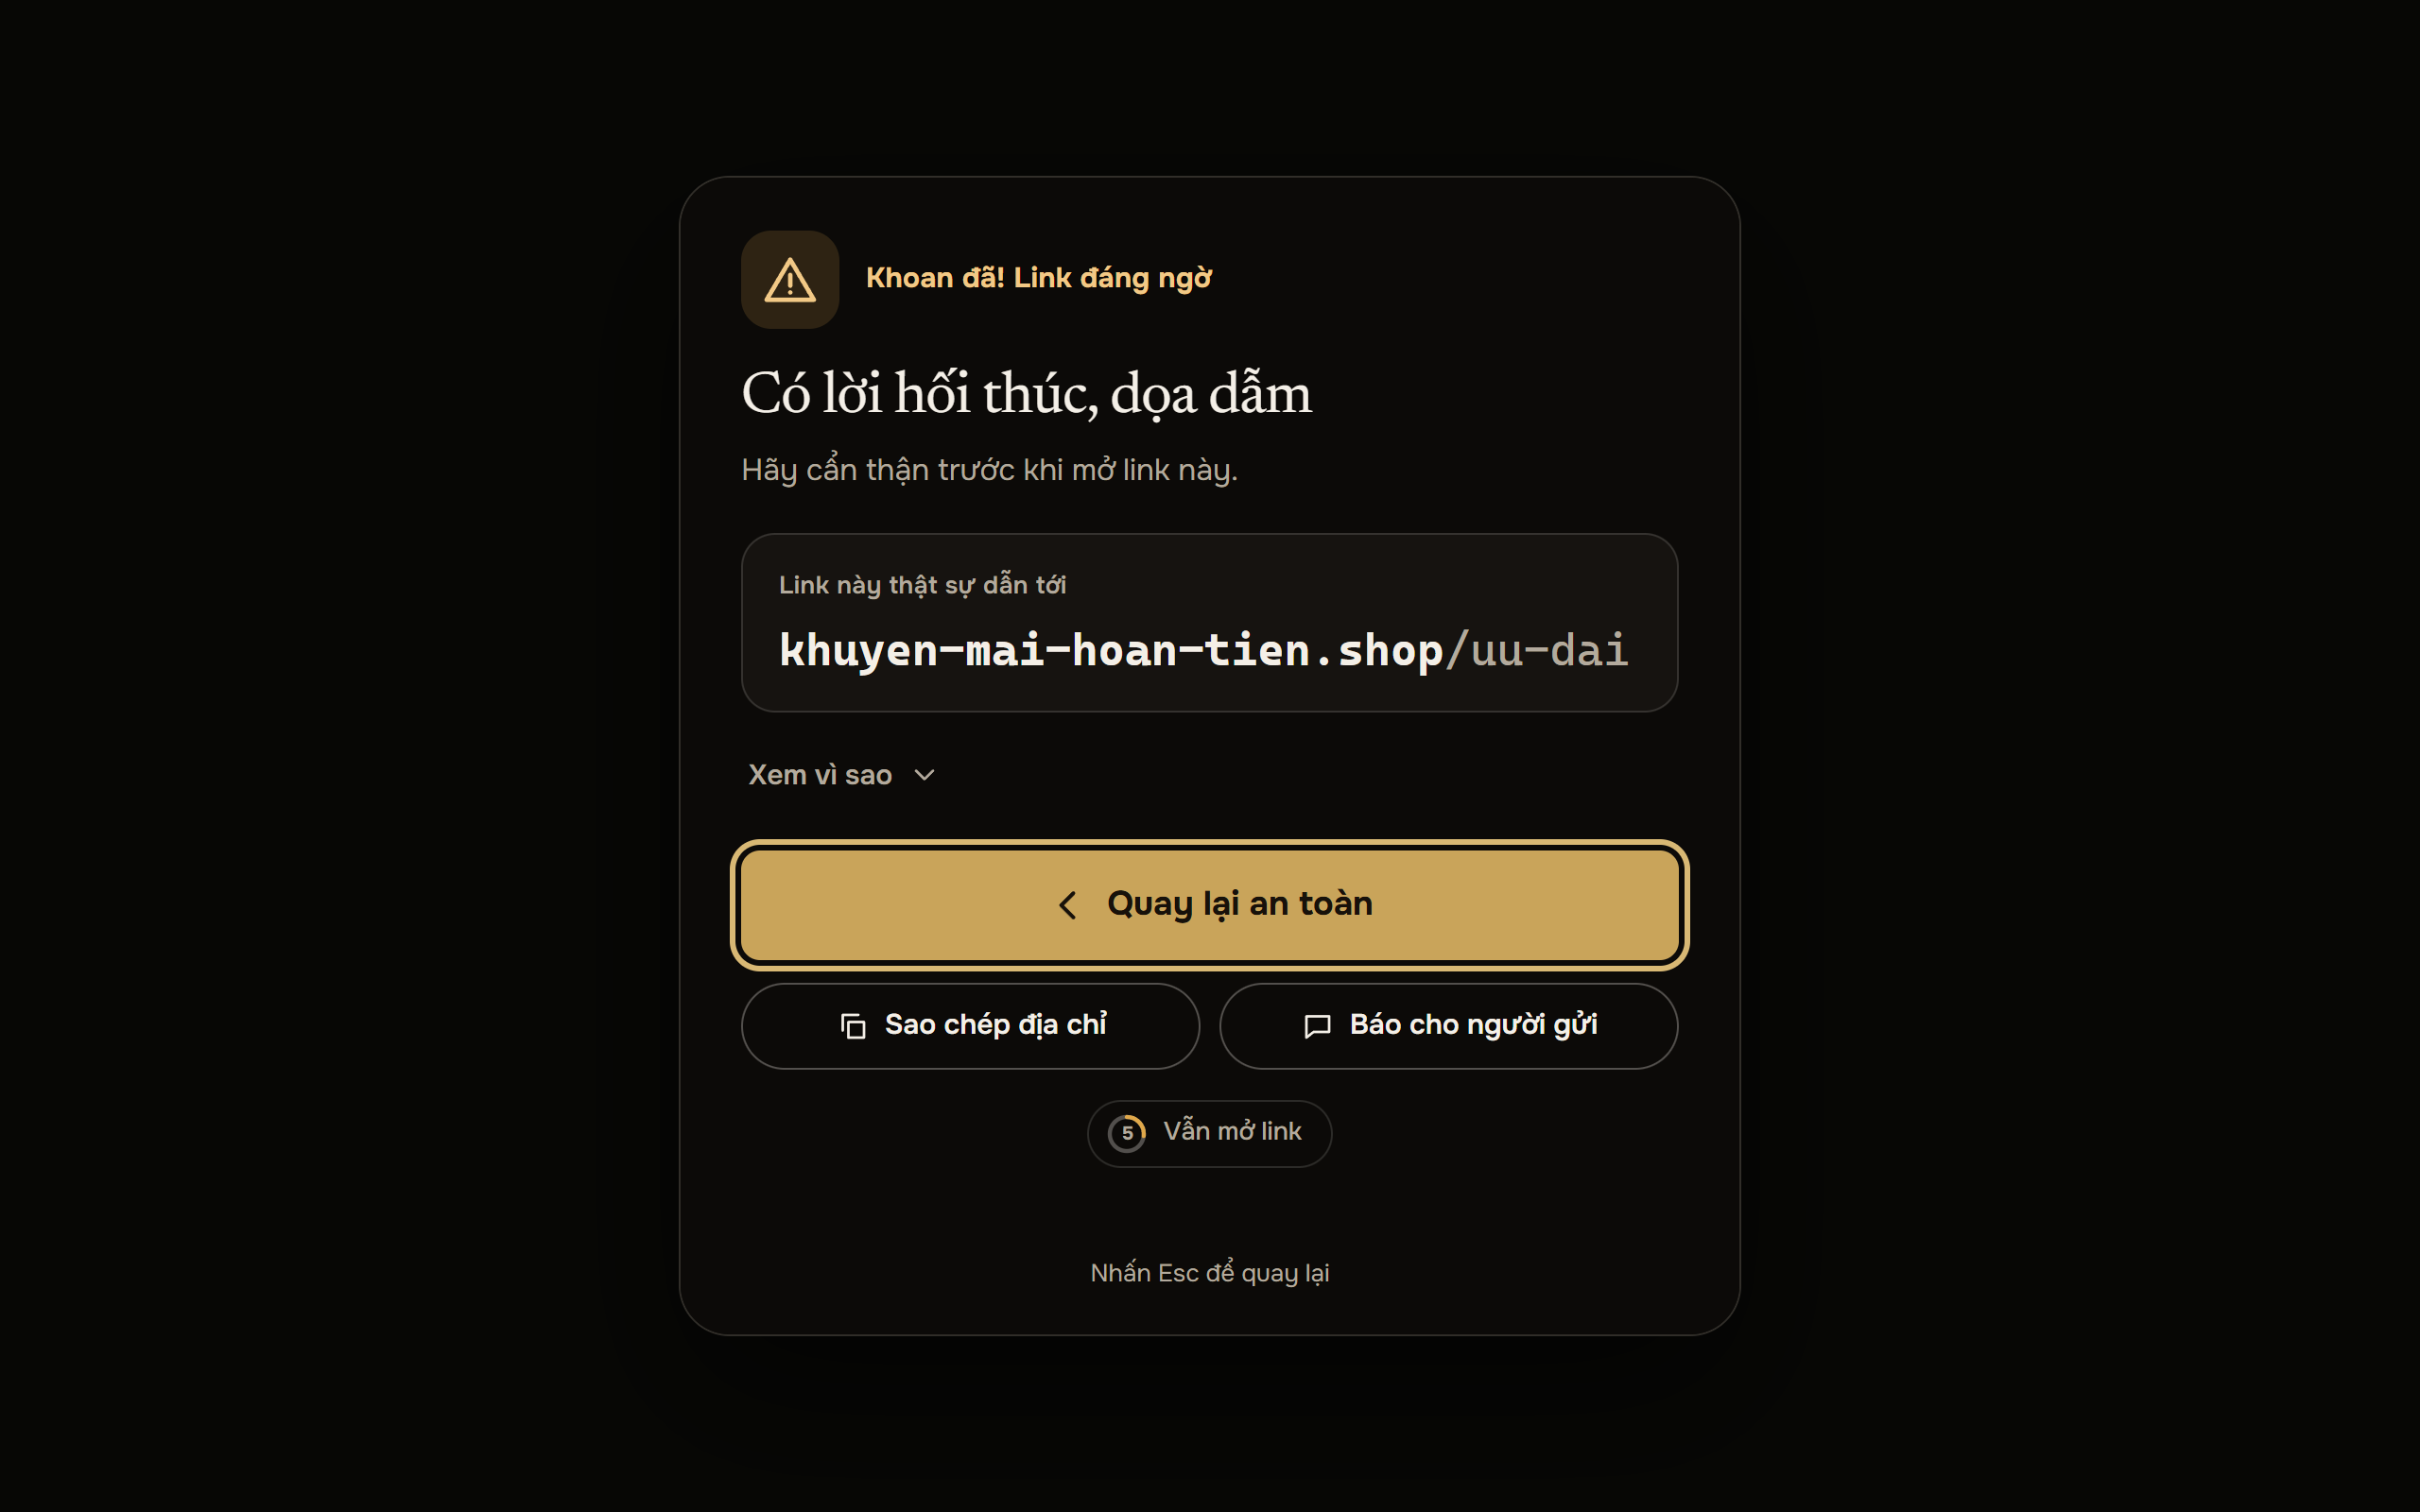 Khoan đã! Link đáng ngờ
Có lời hối thúc, dọa dẫm
Hãy cẩn thận trước khi mở link này.
Link này thật sự dẫn tới
khuyen-mai-hoan-tien.shop/uu-dai
Xem vì sao
Quay lại an toàn
Sao chép địa chỉ
Báo cho người gửi
5 Vẫn mở link
Nhấn Esc để quay lại